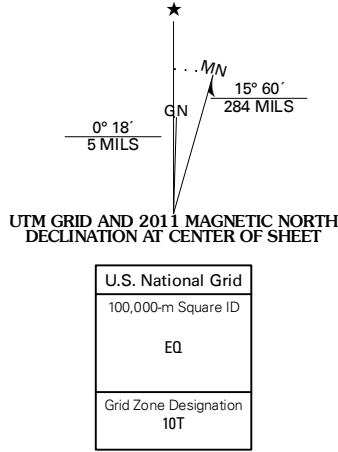 MN
GN
15° 60´
284 MILS
0° 18´
5 MILS
UTM GRID AND 2011 MAGNETIC NORTH
DECLINATION AT CENTER OF SHEET
U.S. National Grid
100,000-m Square ID
EQ
Grid Zone Designation
10T